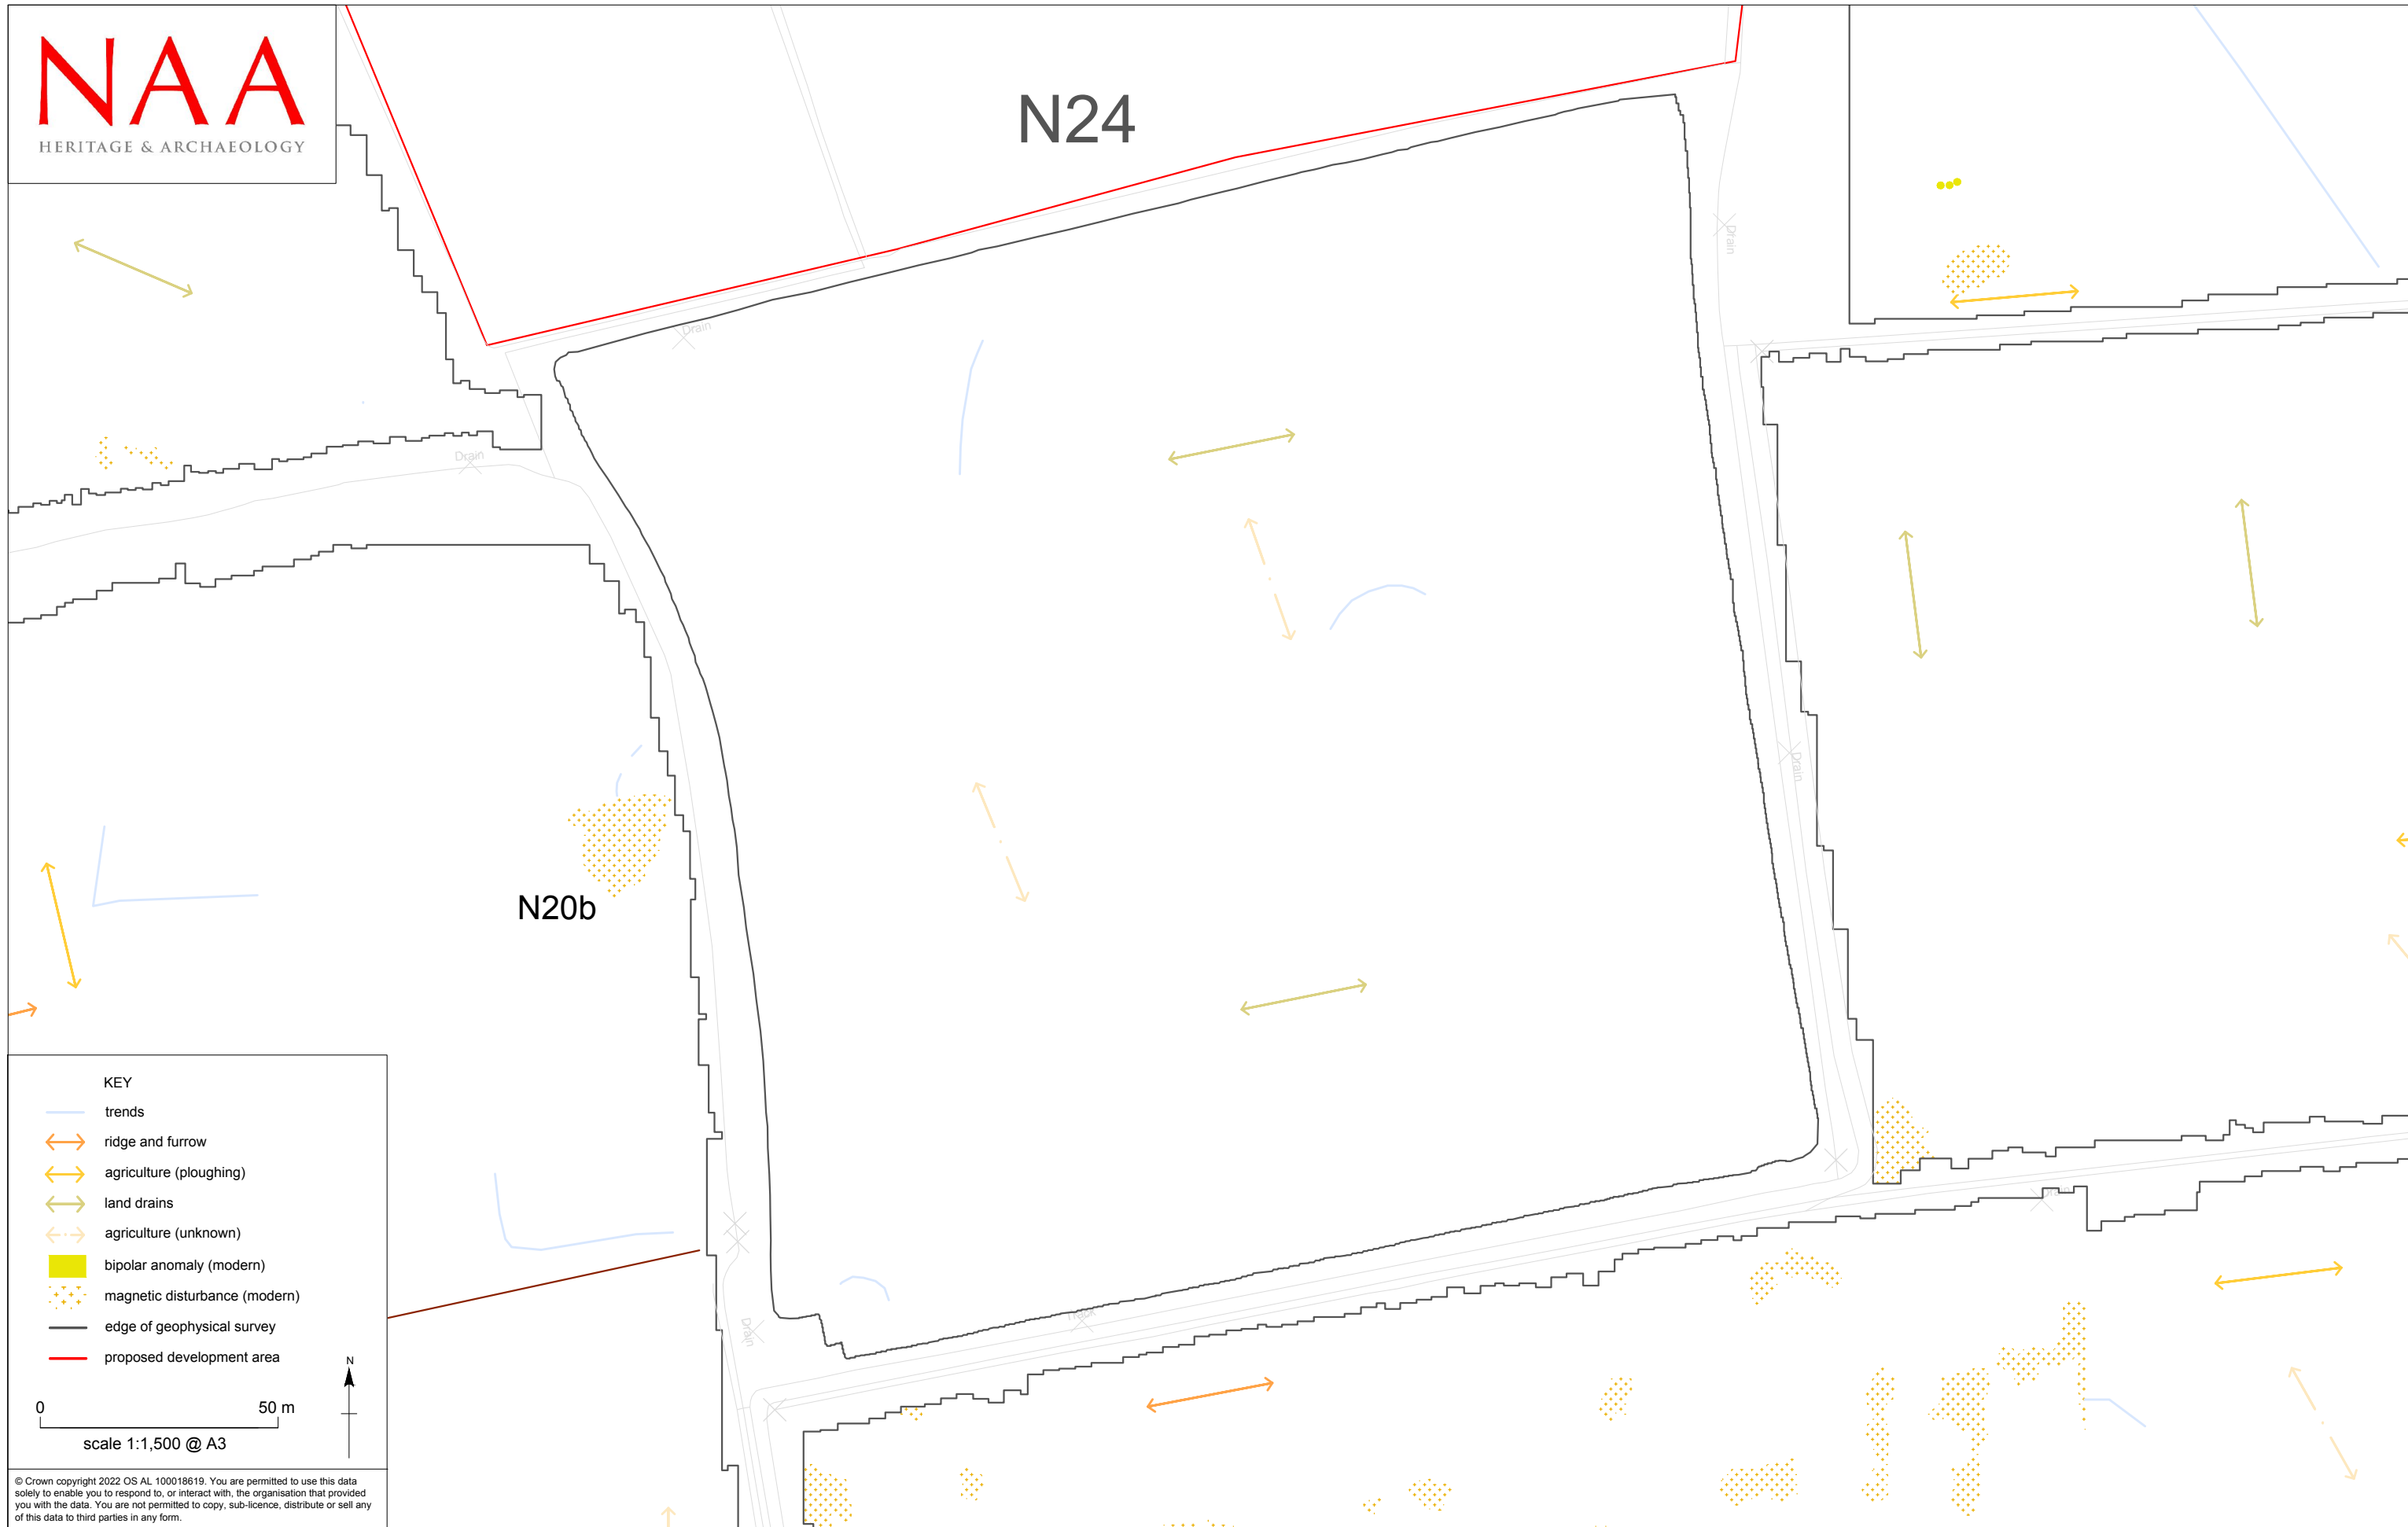 NAA
HERITAGE & ARCHAEOLOGY
N24
Drain
Drain
Drain
Drain
N20b
Drain
Drain
KEY
trends
ridge and furrow
agriculture (ploughing)
land drains
agriculture (unknown)
bipolar anomaly (modern)
magnetic disturbance (modern)
edge of geophysical survey
proposed development area
N
0 50 m
scale 1:1,500 @ A3
© Crown copyright 2022 OS AL 100018619. You are permitted to use this data
solely to enable you to respond to, or interact with, the organisation that provided
you with the data. You are not permitted to copy, sub-licence, distribute or sell any
of this data to third parties in any form.